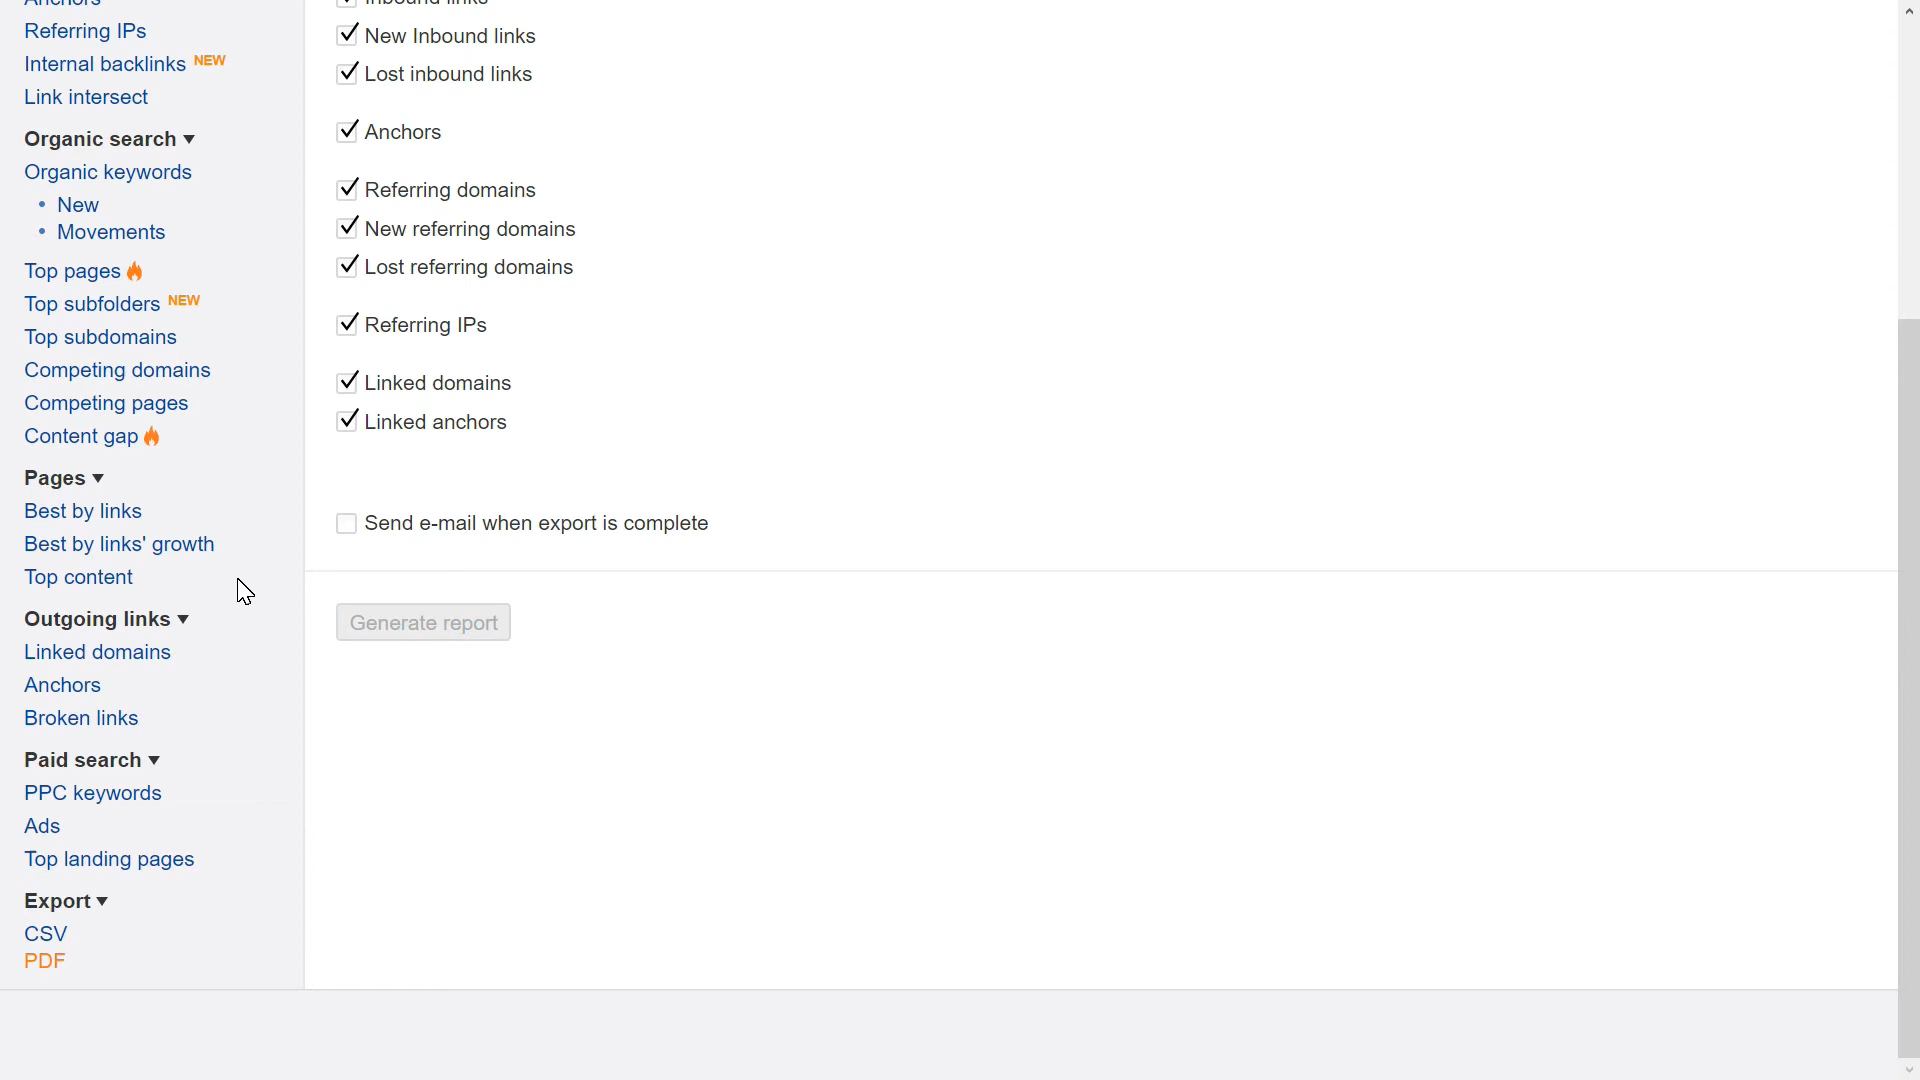 Anchors
Referring IPs
Internal backlinks NEW
Link intersect
Organic search
Organic keywords
New
Movements
Top pages
Top subfolders NEW
Top subdomains
Competing domains
Competing pages
Content gap
Pages
Best by links
Best by links' growth
Top content
Outgoing links
Linked domains
Anchors
Broken links
Paid search
PPC keywords
Ads
Top landing pages
Export
CSV
PDF
Inbound links
New Inbound links
Lost inbound links
Anchors
Referring domains
New referring domains
Lost referring domains
Referring IPs
Linked domains
Linked anchors
Send e-mail when export is complete
Generate report